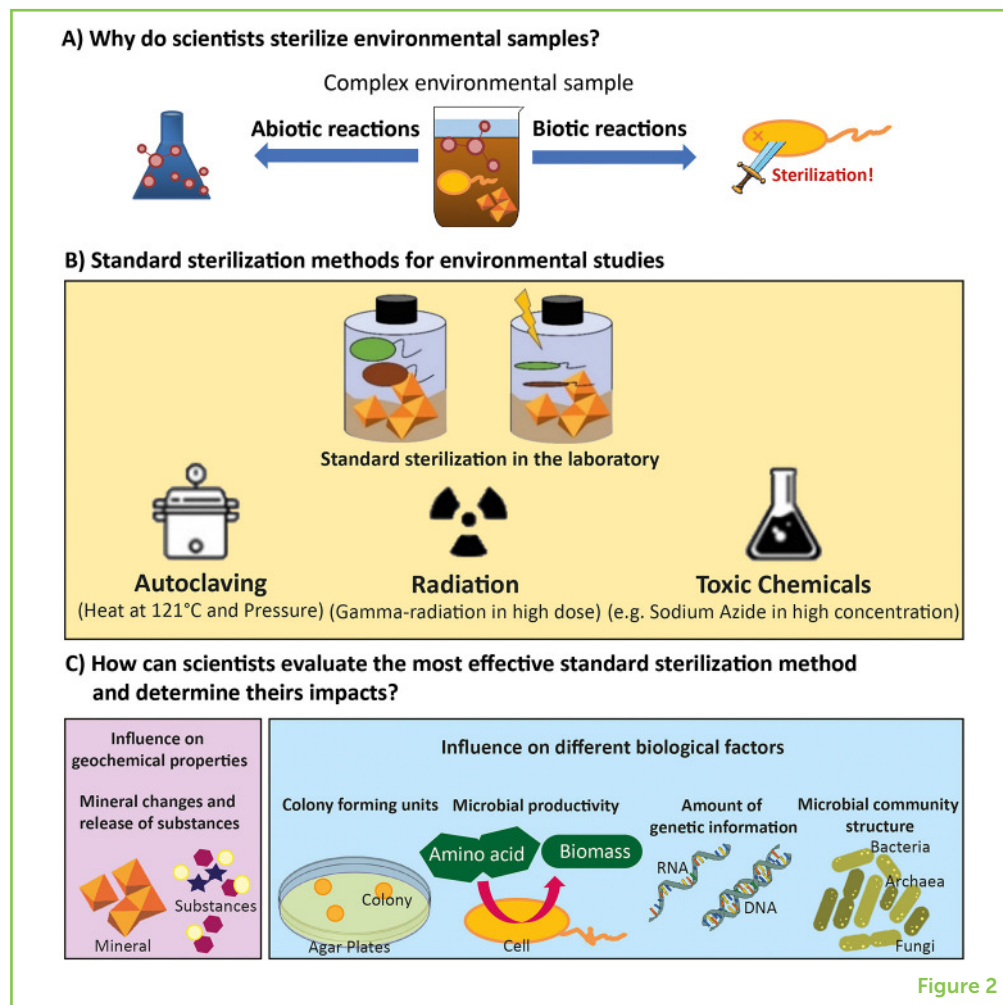 A) Why do scientists sterilize environmental samples?
Complex environmental sample
Abiotic reactions
Biotic reactions
Sterilization!
B) Standard sterilization methods for environmental studies
Standard sterilization in the laboratory
Autoclaving
(Heat at 121°C and Pressure)
Radiation
(Gamma-radiation in high dose)
Toxic Chemicals
(e.g. Sodium Azide in high concentration)
C) How can scientists evaluate the most effective standard sterilization method
and determine theirs impacts?
Influence on
geochemical properties
Mineral changes and
release of substances
Substances
Mineral
Influence on different biological factors
Colony forming units
Colony
Agar Plates
Microbial productivity
Amino acid
Biomass
Cell
Amount of
genetic information
RNA
DNA
Microbial community
structure
Bacteria
Archaea
Fungi
Figure 2